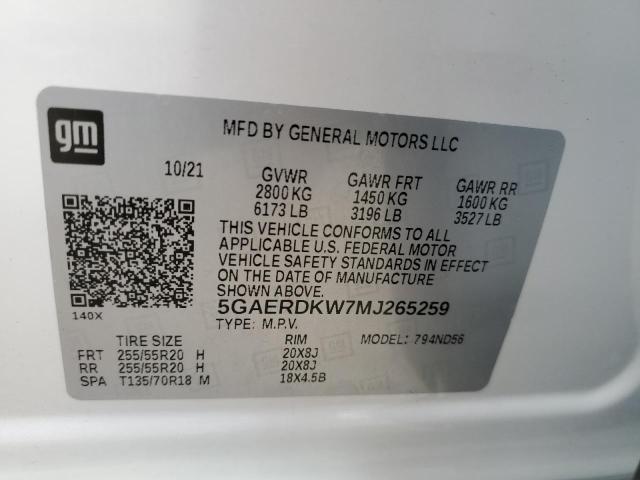 gm
MFD BY GENERAL MOTORS LLC
10/21 GVWR GAWR FRT GAWR RR
2800 KG 1450 KG 1600 KG
6173 LB 3196 LB 3527 LB
THIS VEHICLE CONFORMS TO ALL
APPLICABLE U.S. FEDERAL MOTOR
VEHICLE SAFETY STANDARDS IN EFFECT
ON THE DATE OF MANUFACTURE
SHOWN ABOVE.
140X
5GAERDKW7MJ265259
TYPE: M.P.V. MODEL: 794ND56
TIRE SIZE RIM
FRT 255/55R20 H 20X8J
RR 255/55R20 H 20X8J
SPA T135/70R18 M 18X4.5B